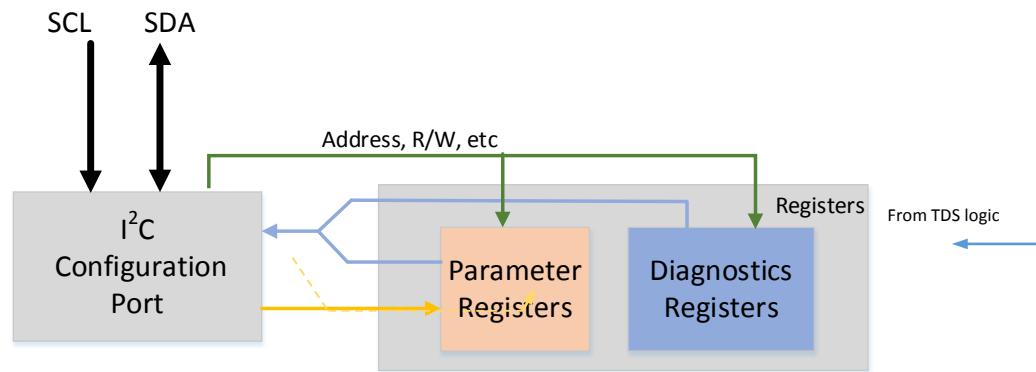 SCL
SDA
Address, R/W, etc
I²C
Configuration
Port
Registers
From TDS logic
Parameter
Registers
Diagnostics
Registers